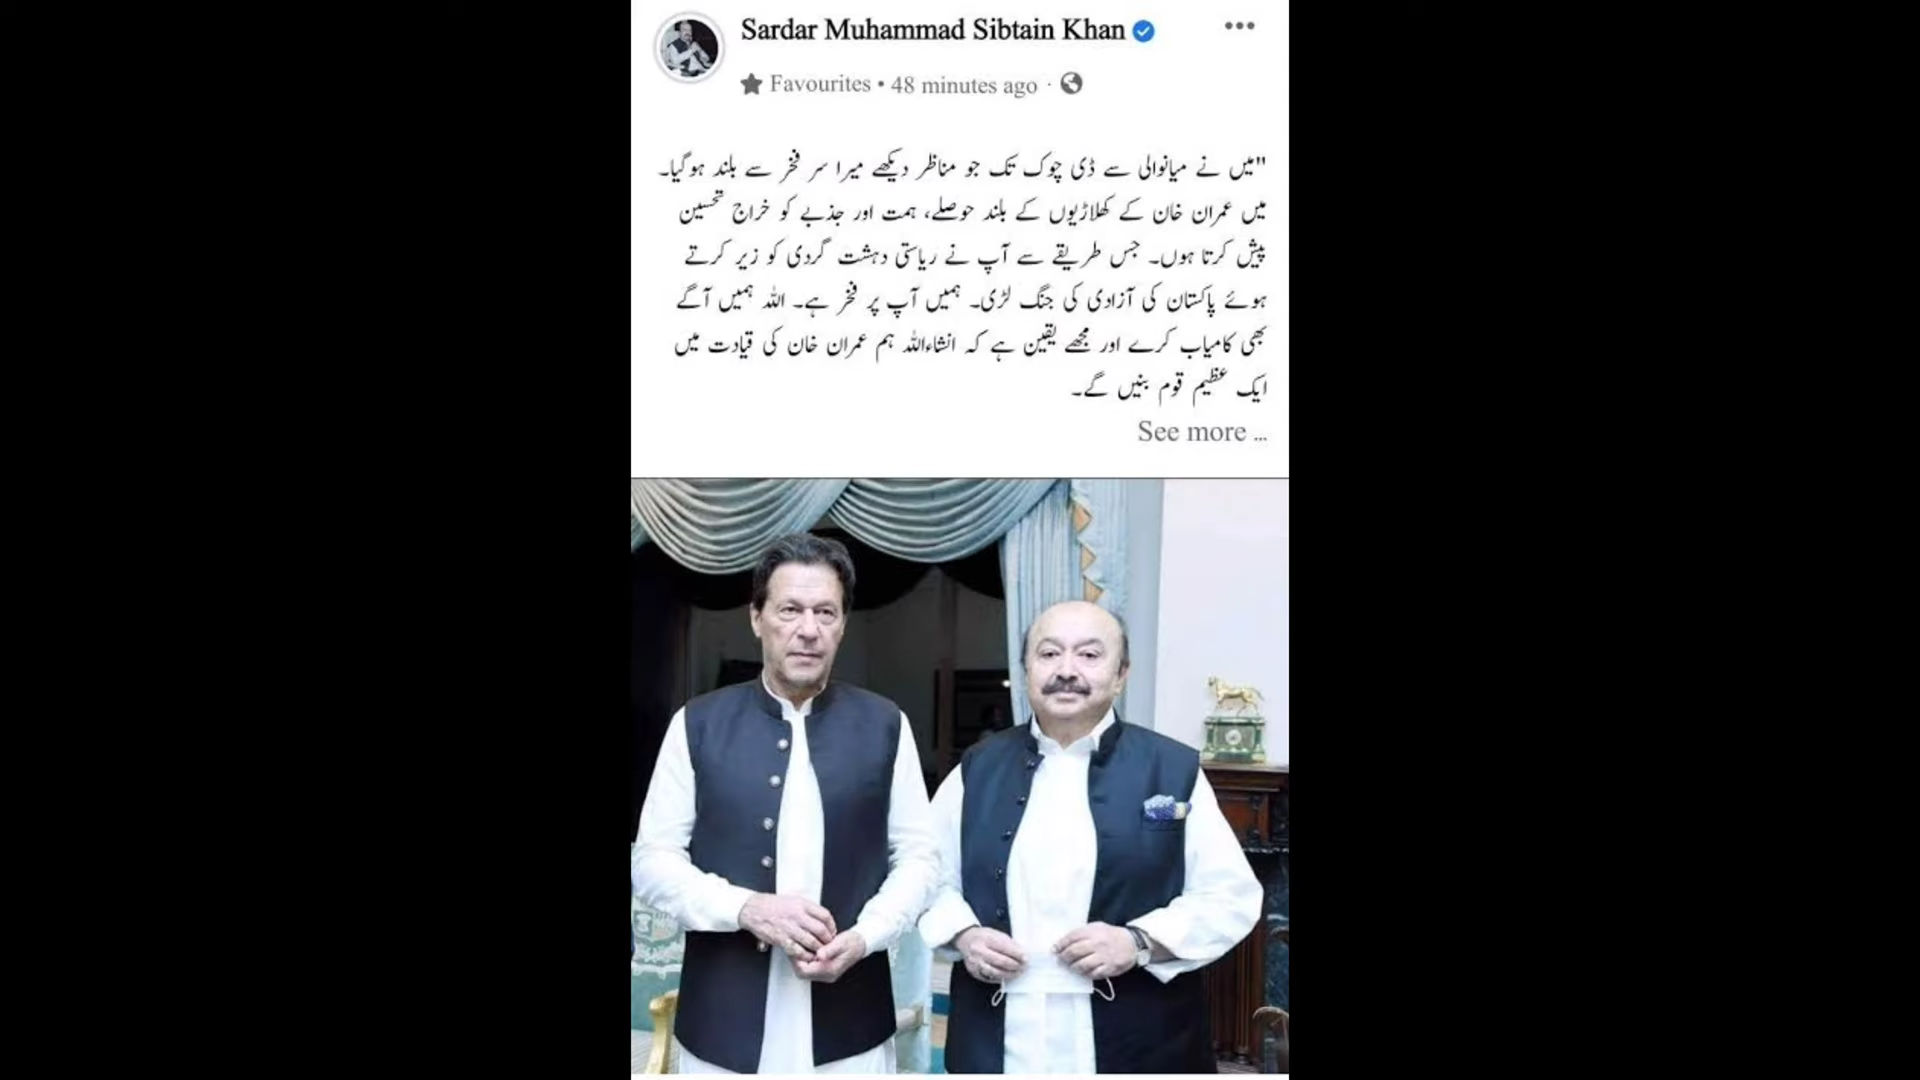 Sardar Muhammad Sibtain Khan
Favourites • 48 minutes ago ·
"میں نے میانوالی سے ڈی چوک تک جو مناظر دیکھے میرا سر فخر سے بلند ہوگیا۔
میں عمران خان کے کھلاڑیوں کے بلند حوصلے، ہمت اور جذبے کو خراج تحسین
پیش کرتا ہوں۔ جس طریقے سے آپ نے ریاستی دہشت گردی کو زیر کرتے
ہوئے پاکستان کی آزادی کی جنگ لڑی۔ ہمیں آپ پر فخر ہے۔ اللہ ہمیں آگے
بھی کامیاب کرے اور مجھے یقین ہے کہ انشاءاللہ ہم عمران خان کی قیادت میں
ایک عظیم قوم بنیں گے۔
See more ...